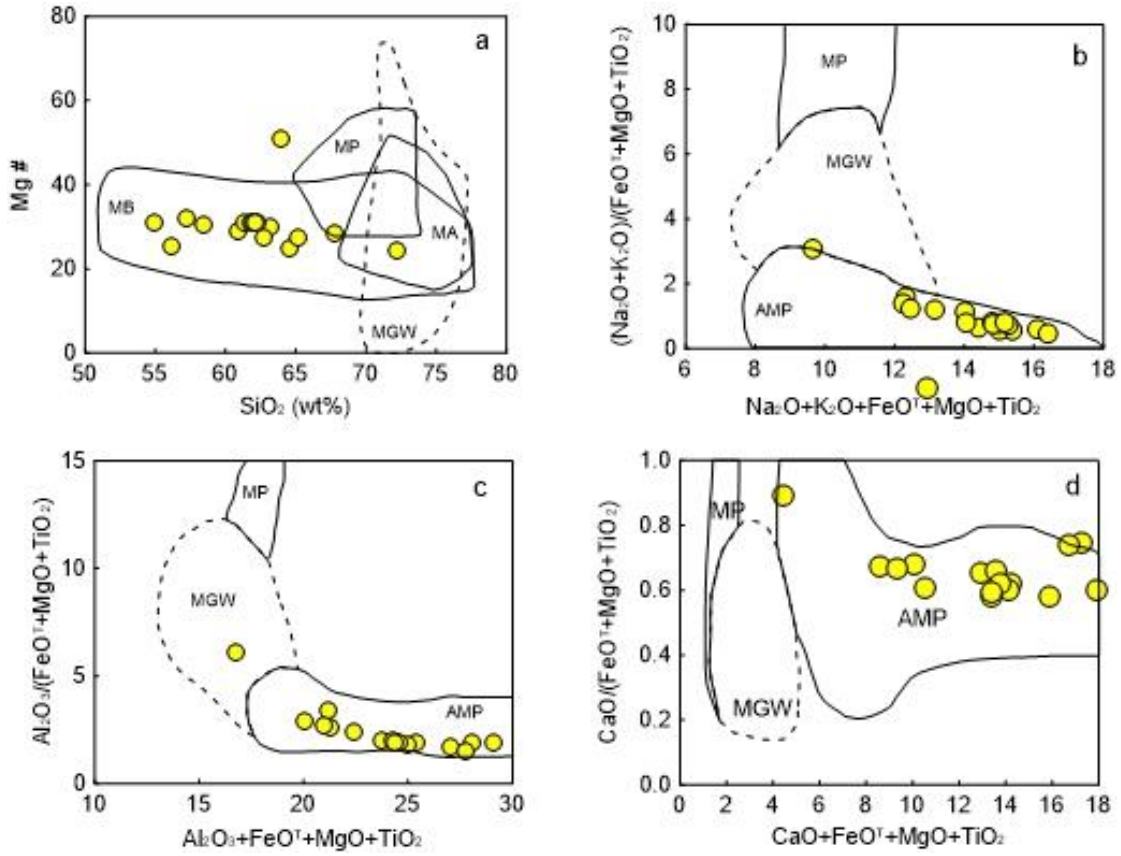 a
80
60
40
20
0
Mg #
MP
MB
MA
MGW
50 55 60 65 70 75 80
SiO₂ (wt%)
b
10
8
6
4
2
0
(Na₂O+K₂O)/(FeOᵀ+MgO+TiO₂)
MP
MGW
AMP
6 8 10 12 14 16 18
Na₂O+K₂O+FeOᵀ+MgO+TiO₂
c
15
10
5
0
Al₂O₃/(FeOᵀ+MgO+TiO₂)
MP
MGW
AMP
10 15 20 25 30
Al₂O₃+FeOᵀ+MgO+TiO₂
d
1.0
0.8
0.6
0.4
0.2
0.0
CaO/(FeOᵀ+MgO+TiO₂)
MP
AMP
MGW
0 2 4 6 8 10 12 14 16 18
CaO+FeOᵀ+MgO+TiO₂